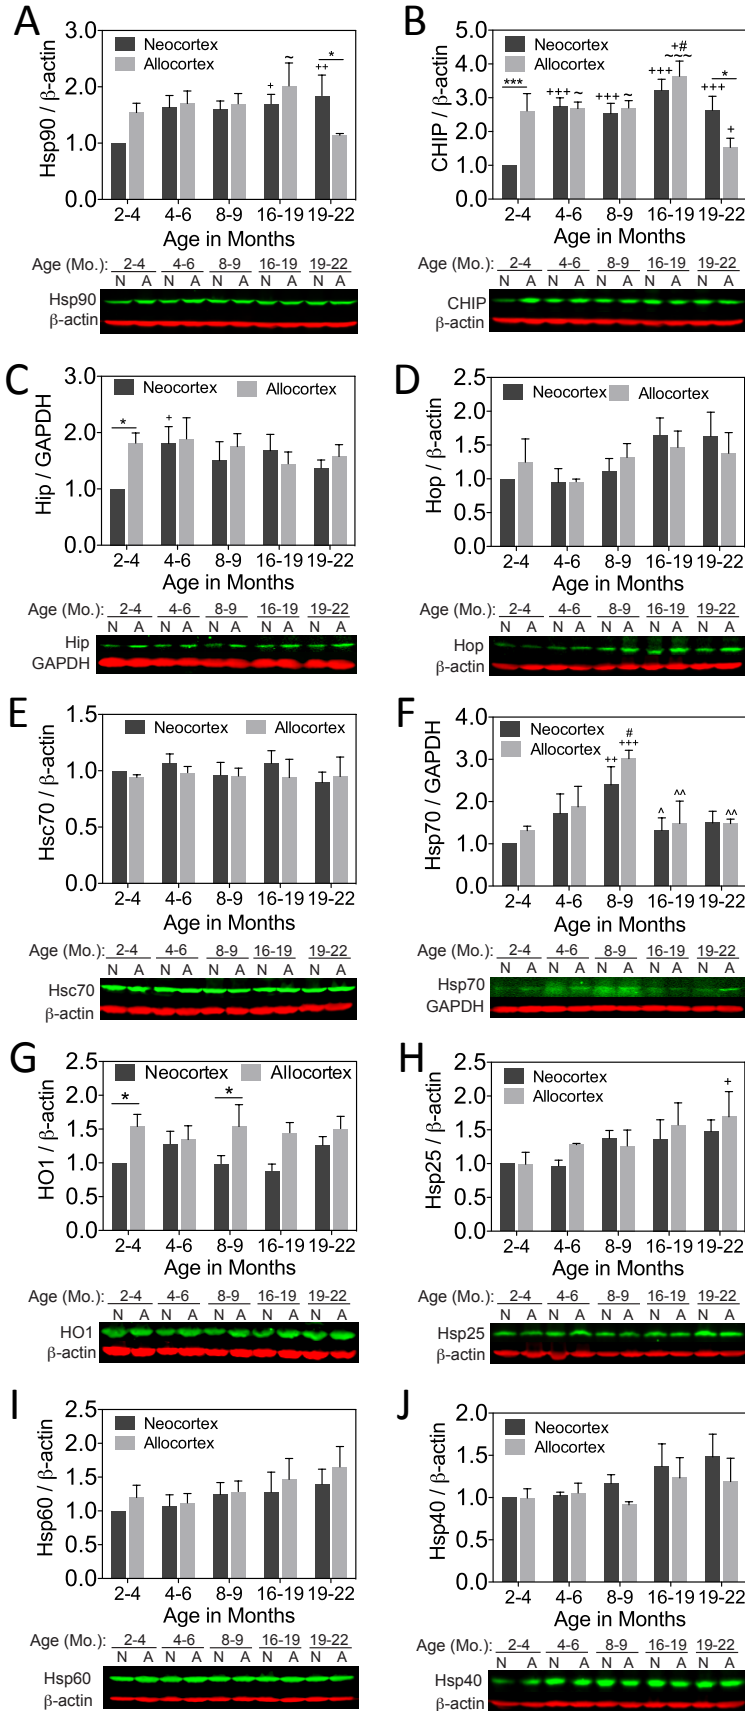 A
Neocortex
Allocortex
Hsp90 / β-actin
3.0
2.0
1.0
0.0
+
~
++
*
2-4 4-6 8-9 16-19 19-22
Age in Months
Age (Mo.): 2-4 4-6 8-9 16-19 19-22
N A N A N A N A N A
Hsp90
β-actin
B
Neocortex
Allocortex
CHIP / β-actin
5.0
4.0
3.0
2.0
1.0
0.0
***
+++ ~
+++ ~
+++
+#
~~~
+++
*
+
2-4 4-6 8-9 16-19 19-22
Age in Months
Age (Mo.): 2-4 4-6 8-9 16-19 19-22
N A N A N A N A N A
CHIP
β-actin
C
Neocortex Allocortex
Hip / GAPDH
3.0
2.0
1.0
0.0
*
+
2-4 4-6 8-9 16-19 19-22
Age in Months
Age (Mo.): 2-4 4-6 8-9 16-19 19-22
N A N A N A N A N A
Hip
GAPDH
D
Neocortex Allocortex
Hop / β-actin
2.5
2.0
1.5
1.0
0.5
0.0
2-4 4-6 8-9 16-19 19-22
Age in Months
Age (Mo.): 2-4 4-6 8-9 16-19 19-22
N A N A N A N A N A
Hop
β-actin
E
Neocortex Allocortex
Hsc70 / β-actin
1.5
1.0
0.5
0.0
2-4 4-6 8-9 16-19 19-22
Age in Months
Age (Mo.): 2-4 4-6 8-9 16-19 19-22
N A N A N A N A N A
Hsc70
β-actin
F
Neocortex
Allocortex
Hsp70 / GAPDH
4.0
3.0
2.0
1.0
0.0
++
#
+++
^
^^
^^
2-4 4-6 8-9 16-19 19-22
Age in Months
Age (Mo.): 2-4 4-6 8-9 16-19 19-22
N A N A N A N A N A
Hsp70
GAPDH
G
Neocortex Allocortex
HO1 / β-actin
2.5
2.0
1.5
1.0
0.5
0.0
*
*
2-4 4-6 8-9 16-19 19-22
Age in Months
Age (Mo.): 2-4 4-6 8-9 16-19 19-22
N A N A N A N A N A
HO1
β-actin
H
Neocortex
Allocortex
Hsp25 / β-actin
2.5
2.0
1.5
1.0
0.5
0.0
+
2-4 4-6 8-9 16-19 19-22
Age in Months
Age (Mo.): 2-4 4-6 8-9 16-19 19-22
N A N A N A N A N A
Hsp25
β-actin
I
Neocortex
Allocortex
Hsp60 / β-actin
2.5
2.0
1.5
1.0
0.5
0.0
2-4 4-6 8-9 16-19 19-22
Age in Months
Age (Mo.): 2-4 4-6 8-9 16-19 19-22
N A N A N A N A N A
Hsp60
β-actin
J
Neocortex
Allocortex
Hsp40 / β-actin
2.0
1.5
1.0
0.5
0.0
2-4 4-6 8-9 16-19 19-22
Age in Months
Age (Mo.): 2-4 4-6 8-9 16-19 19-22
N A N A N A N A N A
Hsp40
β-actin